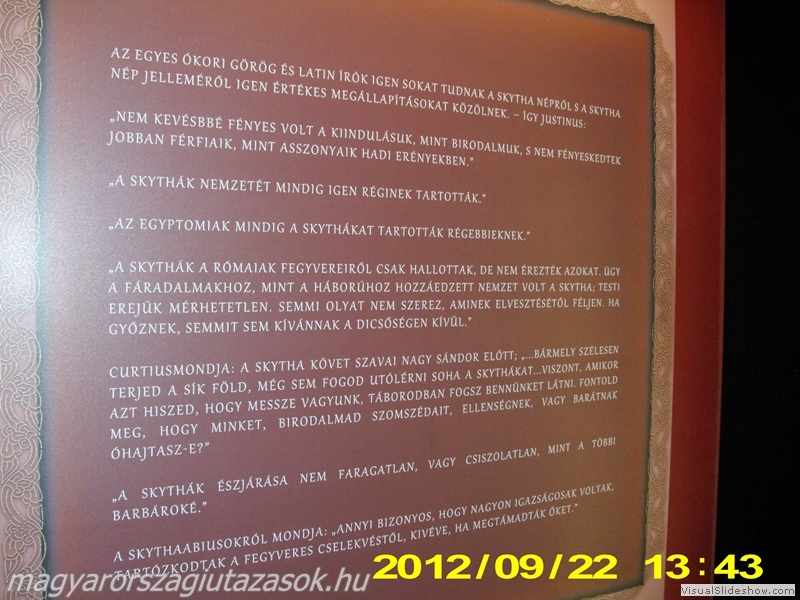 AZ EGYES ÓKORI GÖRÖG ÉS LATIN ÍRÓK IGEN SOKAT TUDNAK A SKYTHA NÉPRŐL S A SKYTHA
NÉP JELLEMÉRŐL IGEN ÉRTÉKES MEGÁLLAPÍTÁSOKAT KÖZÖLNEK. – ÍGY JUSTINUS:
„NEM KEVÉSBBÉ FÉNYES VOLT A KIINDULÁSUK, MINT BIRODALMUK, S NEM FÉNYESKEDTEK
JOBBAN FÉRFIAIK, MINT ASSZONYAIK HADI ERÉNYEKBEN.”
„A SKYTHÁK NEMZETÉT MINDIG IGEN RÉGINEK TARTOTTÁK.”
„AZ EGYPTOMIAK MINDIG A SKYTHÁKAT TARTOTTÁK RÉGEBBIEKNEK.”
„A SKYTHÁK A RÓMAIAK FEGYVEREIRŐL CSAK HALLOTTAK, DE NEM ÉREZTÉK AZOKAT. ÚGY
A FÁRADALMAKHOZ, MINT A HÁBORÚHOZ HOZZÁEDZETT NEMZET VOLT A SKYTHA; TESTI
EREJÜK MÉRHETETLEN. SEMMI OLYAT NEM SZEREZ, AMINEK ELVESZTÉSÉTŐL FÉLJEN. HA
GYŐZNEK, SEMMIT SEM KÍVÁNNAK A DICSŐSÉGEN KÍVÜL.”
CURTIUSMONDJA: A SKYTHA KÖVET SZAVAI NAGY SÁNDOR ELŐTT; „...BÁRMELY SZÉLESEN
TERJED A SÍK FÖLD, MÉG SEM FOGOD UTÓLÉRNI SOHA A SKYTHÁKAT...VISZONT, AMIKOR
AZT HISZED, HOGY MESSZE VAGYUNK, TÁBORODBAN FOGSZ BENNÜNKET LÁTNI. FONTOLD
MEG, HOGY MINKET, BIRODALMAD SZOMSZÉDAIT, ELLENSÉGNEK, VAGY BARÁTNAK
ÓHAJTASZ-E?”
„A SKYTHÁK ÉSZJÁRÁSA NEM FARAGATLAN, VAGY CSISZOLATLAN, MINT A TÖBBI
BARBÁROKÉ.”
A SKYTHAABIUSOKRÓL MONDJA: „ANNYI BIZONYOS, HOGY NAGYON IGAZSÁGOSAK VOLTAK.
TARTÓZKODTAK A FEGYVERES CSELEKVÉSTŐL, KIVÉVE, HA MEGTÁMADTÁK ŐKET.”
magyarországiutazások.hu
2012/09/22 13:43
VisualSlideshow.com